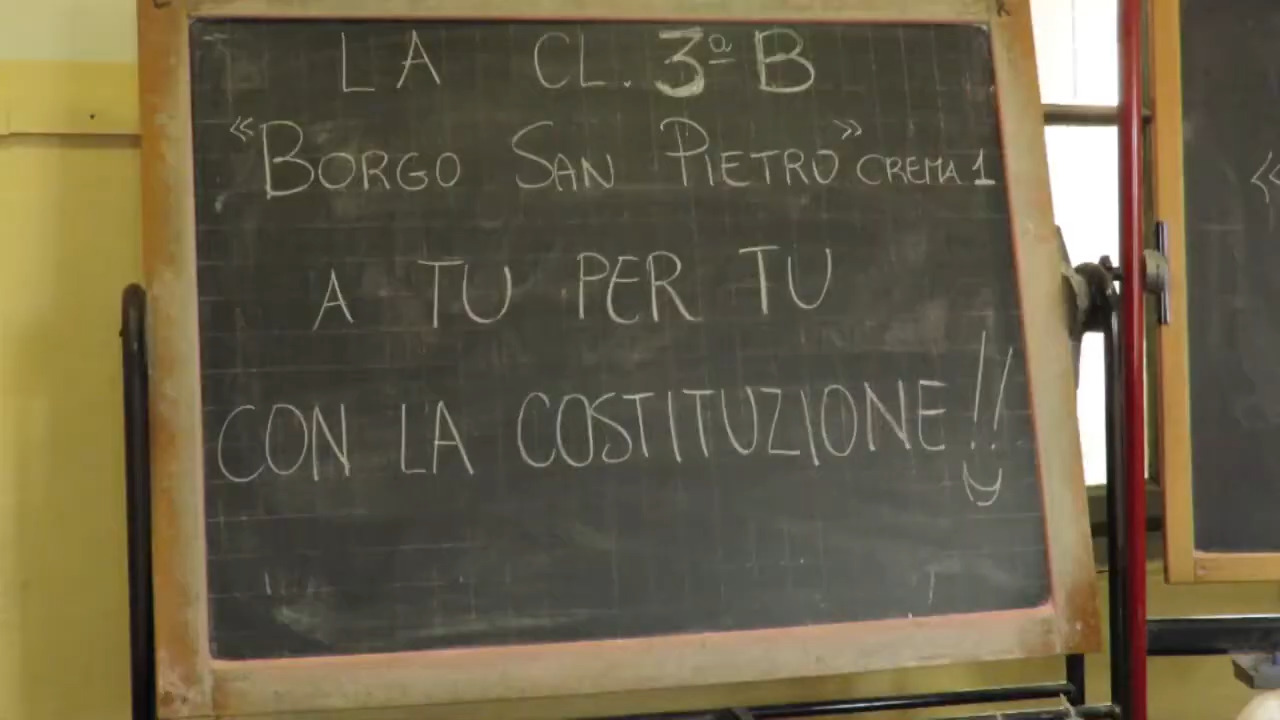 LA CL. 3ª B
«BORGO SAN PIETRO» CREMA 1
A TU PER TU
CON LA COSTITUZIONE!!
«